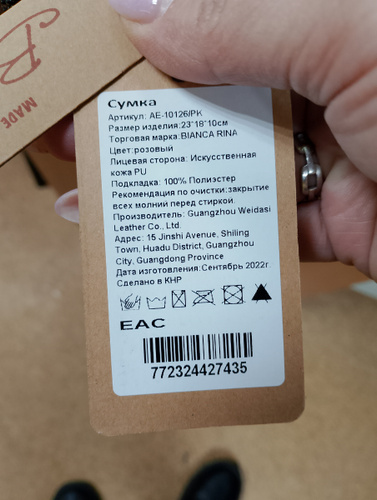 MADE
Сумка
Артикул: AE-10126/PK
Размер изделия:23*18*10см
Торговая марка:BIANCA RINA
Цвет:розовый
Лицевая сторона: Искусственная
кожа PU
Подкладка: 100% Полиэстер
Рекомендация по очистки:закрытие
всех молний перед стиркой.
Производитель: Guangzhou Weidasi
Leather Co., Ltd.
Адрес: 15 Jinshi Avenue, Shiling
Town, Huadu District, Guangzhou
City, Guangdong Province
Дата изготовления:Сентябрь 2022г.
Сделано в КНР
EAC
772324427435